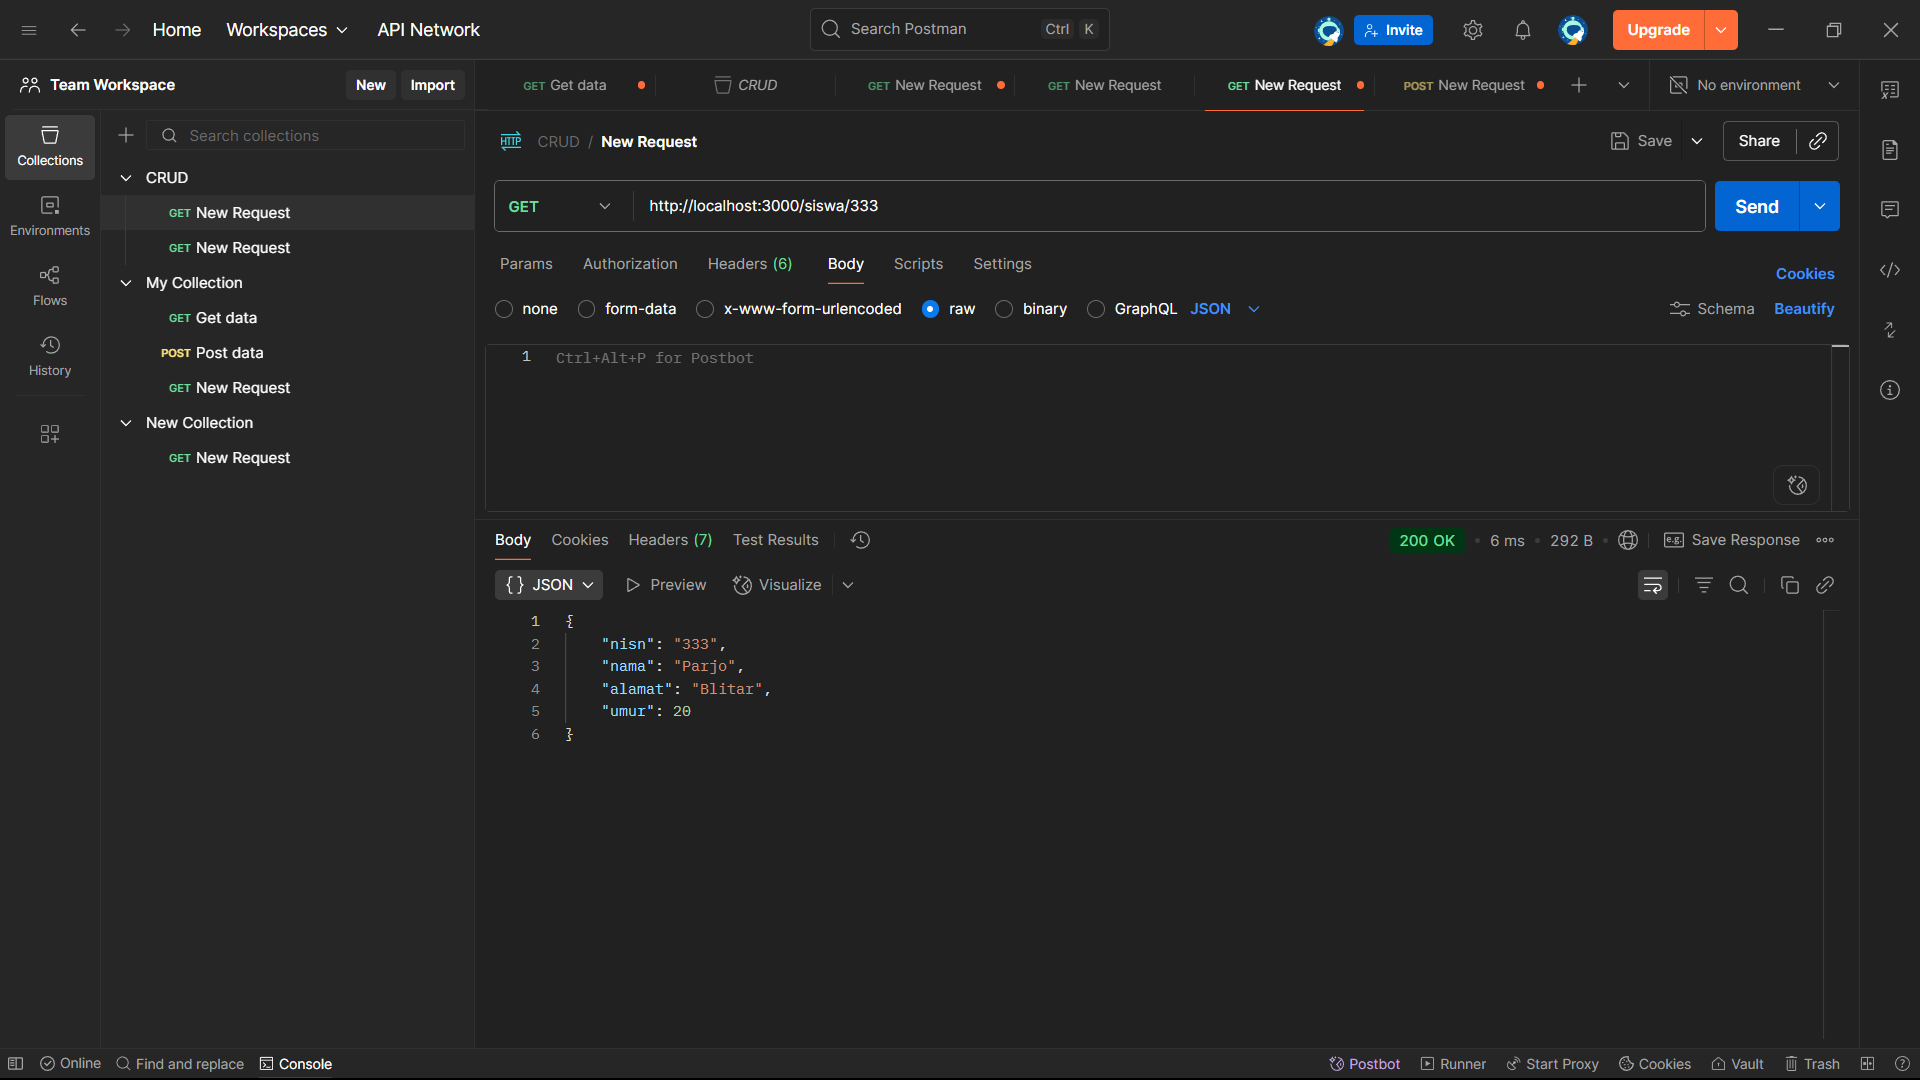 Home Workspaces API Network Search Postman Ctrl K Invite Upgrade
Team Workspace New Import GET Get data CRUD GET New Request GET New Request GET New Request POST New Request No environment
Collections
Environments
Flows
History
Search collections
CRUD
GET New Request
GET New Request
My Collection
GET Get data
POST Post data
GET New Request
New Collection
GET New Request
HTTP CRUD / New Request Save Share
GET http://localhost:3000/siswa/333 Send
Params Authorization Headers (6) Body Scripts Settings Cookies
none form-data x-www-form-urlencoded raw binary GraphQL JSON Schema Beautify
1 Ctrl+Alt+P for Postbot
Body Cookies Headers (7) Test Results 200 OK • 6 ms • 292 B • e.g. Save Response
{} JSON Preview Visualize
1 {
2 "nisn": "333",
3 "nama": "Parjo",
4 "alamat": "Blitar",
5 "umur": 20
6 }
Online Find and replace Console Postbot Runner Start Proxy Cookies Vault Trash